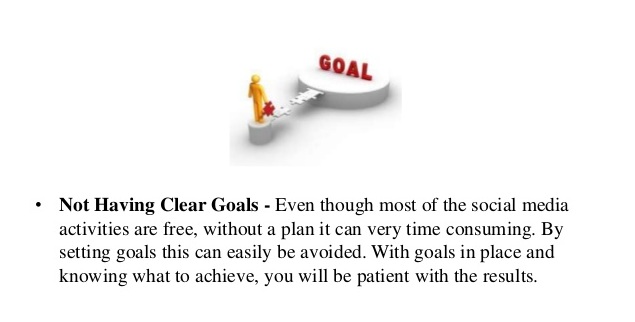 GOAL
• Not Having Clear Goals - Even though most of the social media
activities are free, without a plan it can very time consuming. By
setting goals this can easily be avoided. With goals in place and
knowing what to achieve, you will be patient with the results.